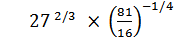 27 ^{2/3} × (81/16)^{-1/4}